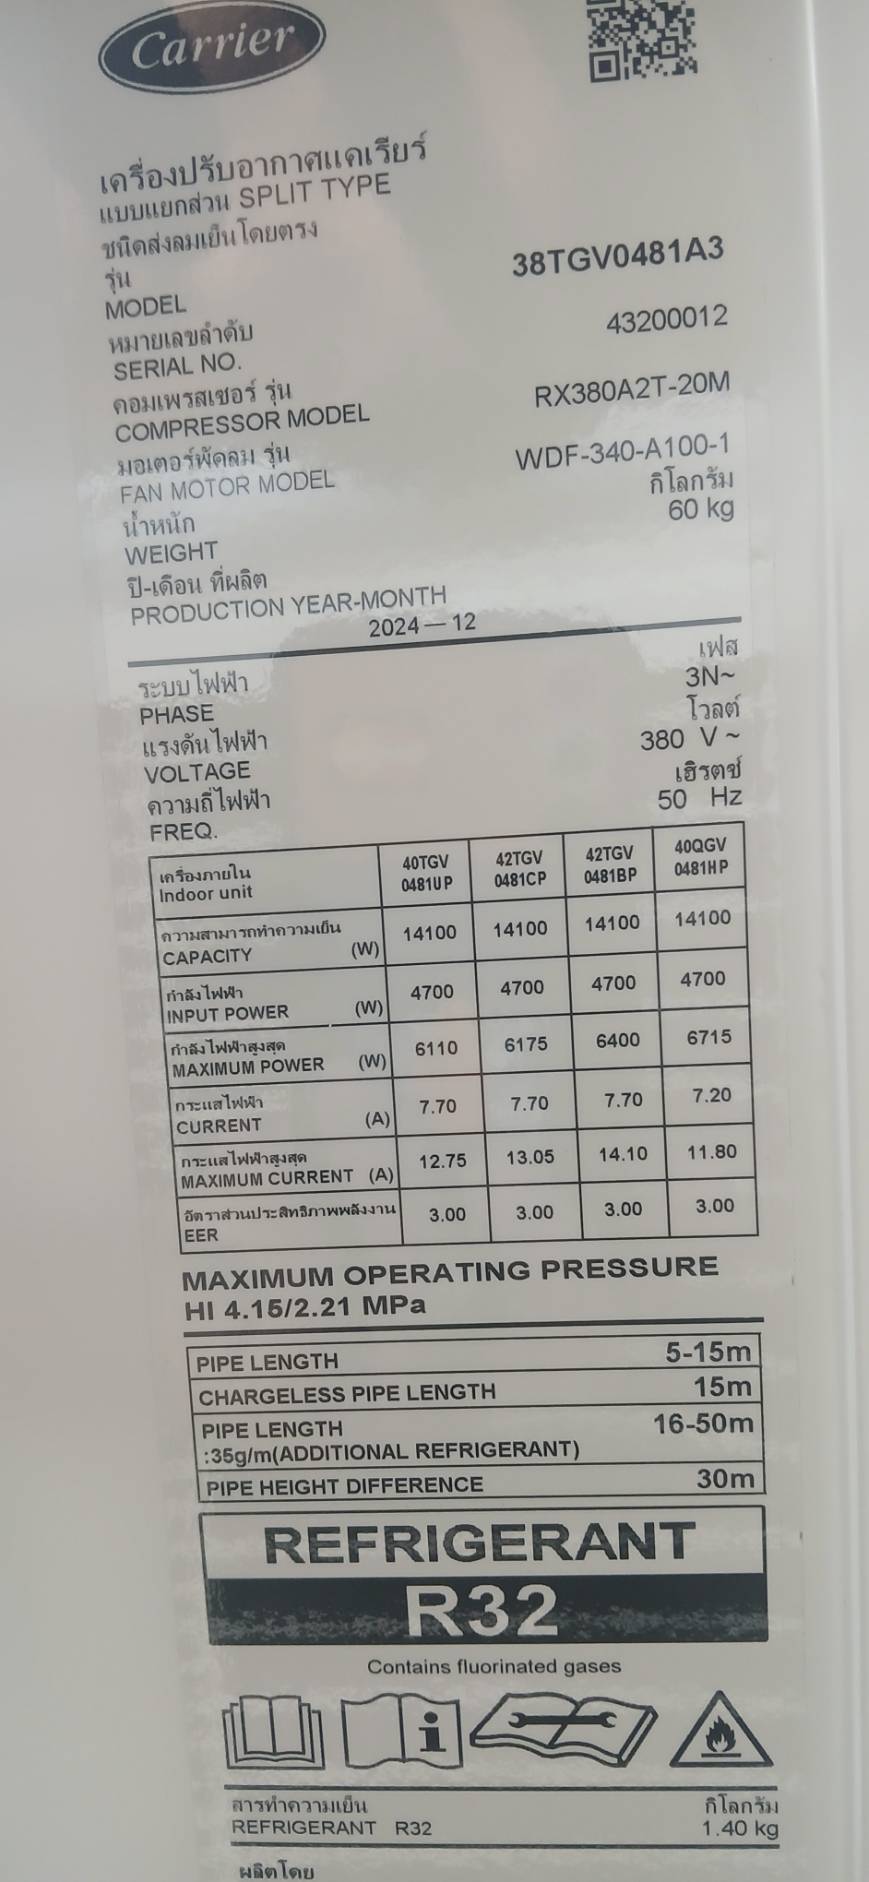 Carrier
เครื่องปรับอากาศแคเรียร์
แบบแยกส่วน SPLIT TYPE
ชนิดส่งลมเย็นโดยตรง
รุ่น
MODEL 38TGV0481A3
หมายเลขลำดับ
SERIAL NO. 43200012
คอมเพรสเซอร์ รุ่น
COMPRESSOR MODEL RX380A2T-20M
มอเตอร์พัดลม รุ่น
FAN MOTOR MODEL WDF-340-A100-1
น้ำหนัก กิโลกรัม
WEIGHT 60 kg
ปี-เดือน ที่ผลิต
PRODUCTION YEAR-MONTH
2024—12
ระบบไฟฟ้า เฟส
PHASE 3N~
แรงดันไฟฟ้า โวลต์
VOLTAGE 380 V ~
ความถี่ไฟฟ้า เฮิรตซ์
FREQ. 50 Hz
เครื่องภายใน 40TGV 42TGV 42TGV 40QGV
Indoor unit 0481UP 0481CP 0481BP 0481HP
ความสามารถทำความเย็น
CAPACITY (W) 14100 14100 14100 14100
กำลังไฟฟ้า
INPUT POWER (W) 4700 4700 4700 4700
กำลังไฟฟ้าสูงสุด
MAXIMUM POWER (W) 6110 6175 6400 6715
กระแสไฟฟ้า
CURRENT (A) 7.70 7.70 7.70 7.20
กระแสไฟฟ้าสูงสุด
MAXIMUM CURRENT (A) 12.75 13.05 14.10 11.80
อัตราส่วนประสิทธิภาพพลังงาน
EER 3.00 3.00 3.00 3.00
MAXIMUM OPERATING PRESSURE
HI 4.15/2.21 MPa
PIPE LENGTH 5-15m
CHARGELESS PIPE LENGTH 15m
PIPE LENGTH 16-50m
:35g/m(ADDITIONAL REFRIGERANT)
PIPE HEIGHT DIFFERENCE 30m
REFRIGERANT
R32
Contains fluorinated gases
i
สารทำความเย็น กิโลกรัม
REFRIGERANT R32 1.40 kg
ผลิตโดย